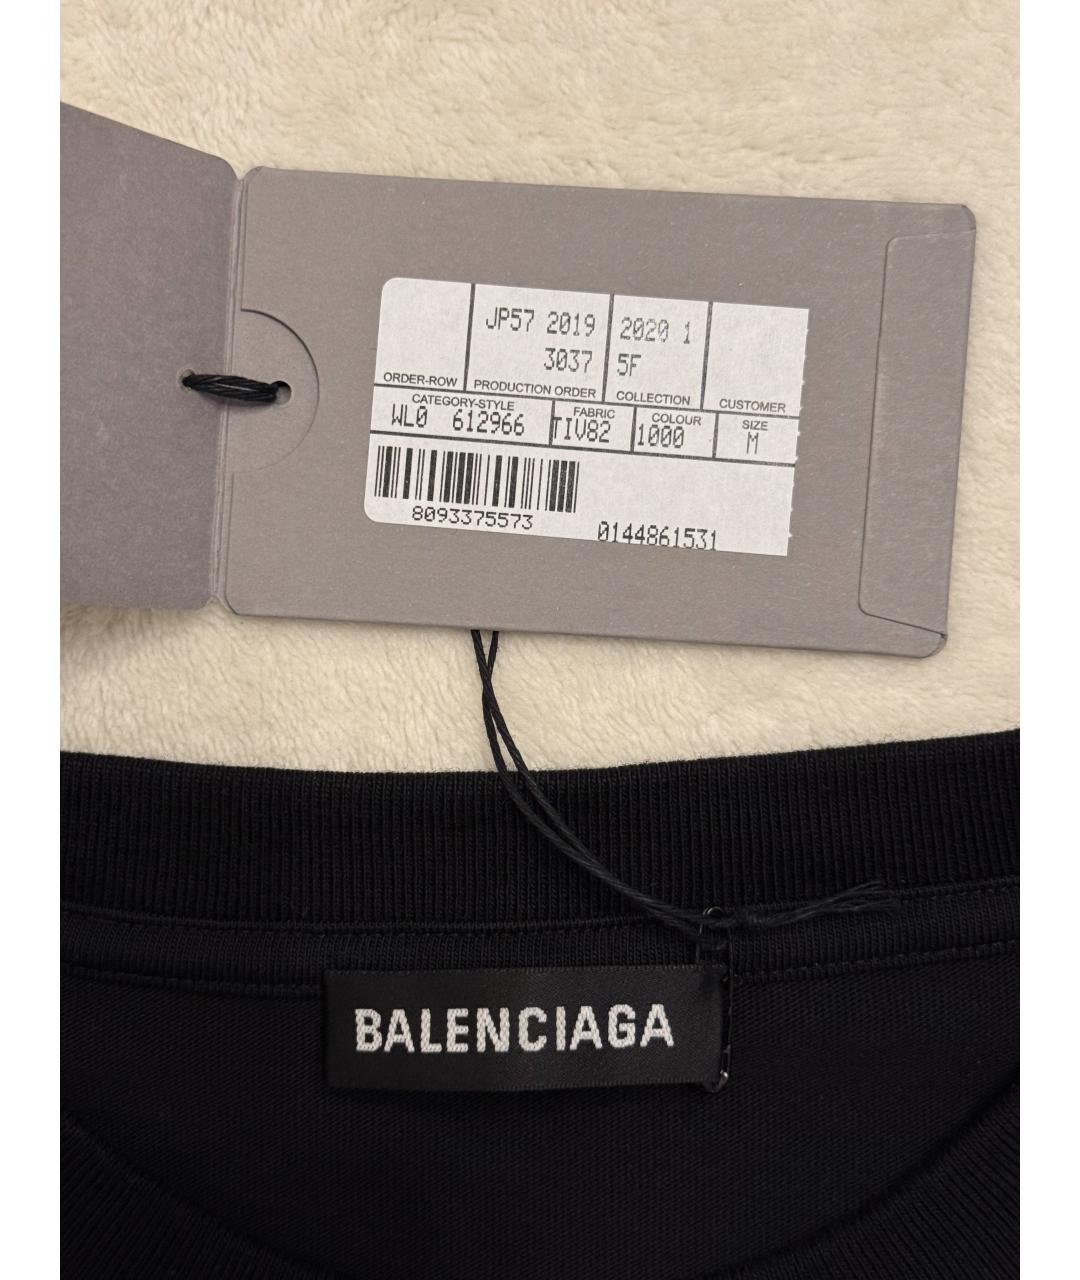 JP57 2019
3037
2020 1
5F
ORDER-ROW
PRODUCTION ORDER
COLLECTION
CUSTOMER
CATEGORY-STYLE
WL0 612966
FABRIC
TIV82
COLOUR
1000
SIZE
M
8093375573
0144861531
BALENCIAGA